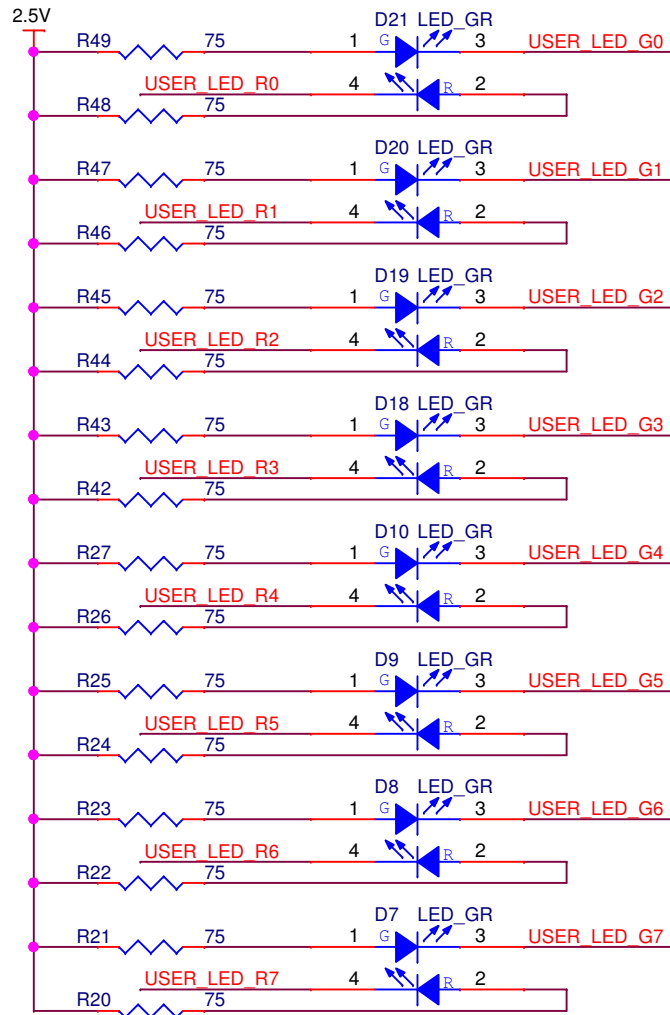 2.5V
D21 LED_GR
R49 75 1 G 3 USER_LED_G0
USER_LED_R0 4 R 2
R48 75
D20 LED_GR
R47 75 1 G 3 USER_LED_G1
USER_LED_R1 4 R 2
R46 75
D19 LED_GR
R45 75 1 G 3 USER_LED_G2
USER_LED_R2 4 R 2
R44 75
D18 LED_GR
R43 75 1 G 3 USER_LED_G3
USER_LED_R3 4 R 2
R42 75
D10 LED_GR
R27 75 1 G 3 USER_LED_G4
USER_LED_R4 4 R 2
R26 75
D9 LED_GR
R25 75 1 G 3 USER_LED_G5
USER_LED_R5 4 R 2
R24 75
D8 LED_GR
R23 75 1 G 3 USER_LED_G6
USER_LED_R6 4 R 2
R22 75
D7 LED_GR
R21 75 1 G 3 USER_LED_G7
USER_LED_R7 4 R 2
R20 75